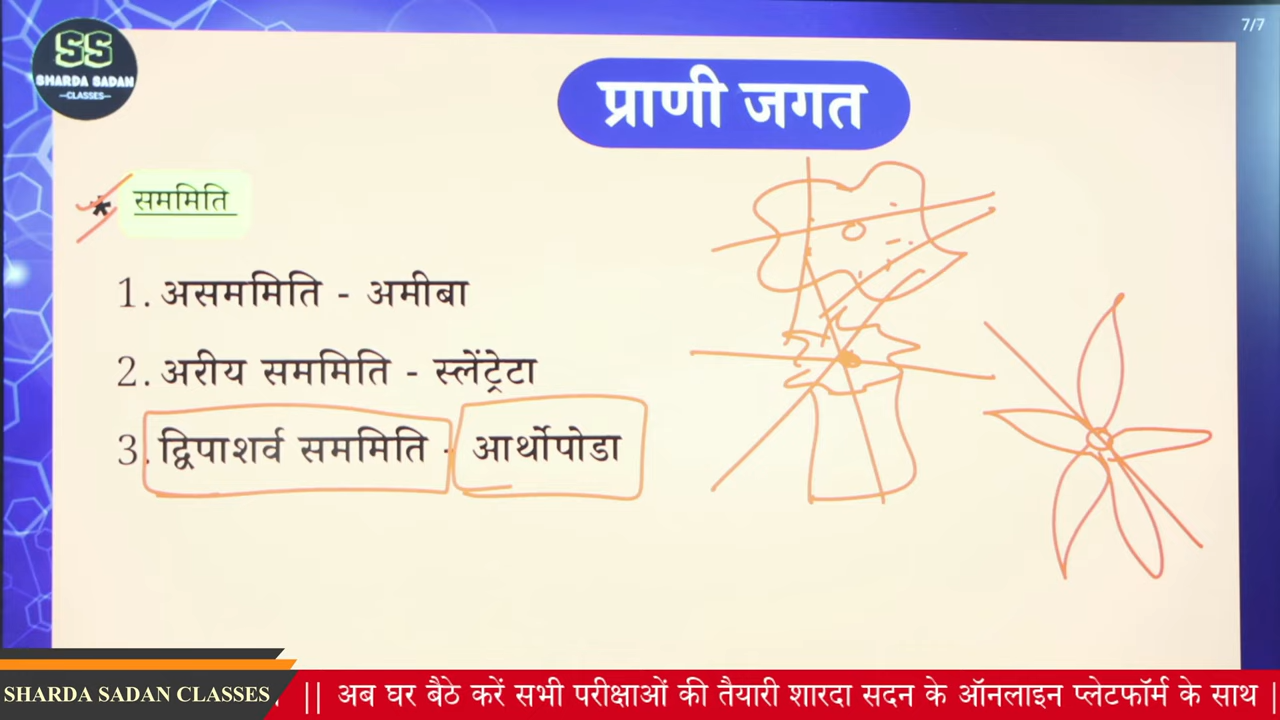 SS
SHARDA SADAN
—CLASSES—
7/7
प्राणी जगत
* सममिति
1. असममिति - अमीबा
2. अरीय सममिति - स्लेंट्रेटा
3. द्विपाशर्व सममिति - आर्थोपोडा
SHARDA SADAN CLASSES
|| अब घर बैठे करें सभी परीक्षाओं की तैयारी शारदा सदन के ऑनलाइन प्लेटफॉर्म के साथ |